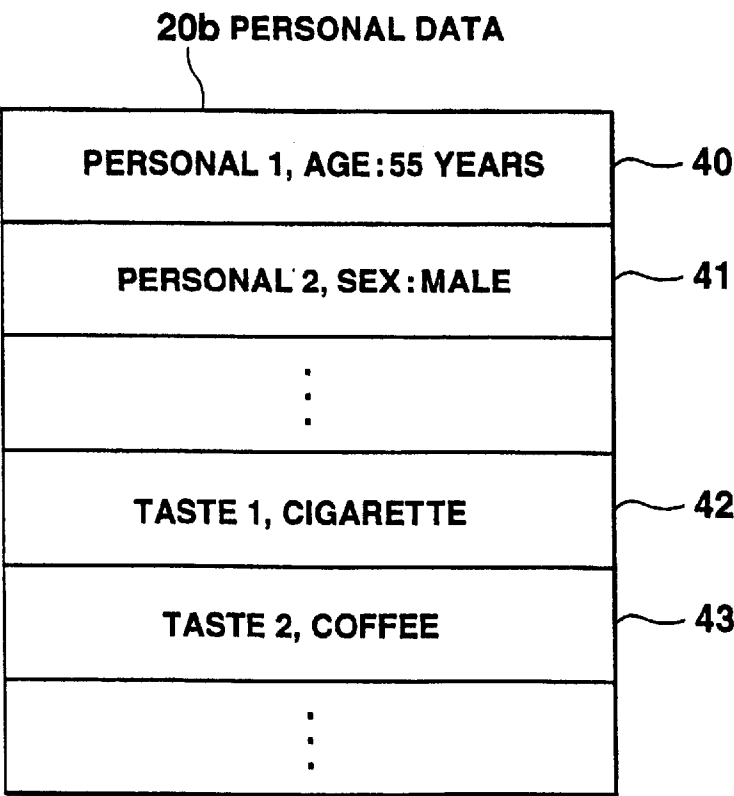 20b PERSONAL DATA
PERSONAL 1, AGE:55 YEARS 40
PERSONAL 2, SEX:MALE 41
TASTE 1, CIGARETTE 42
TASTE 2, COFFEE 43